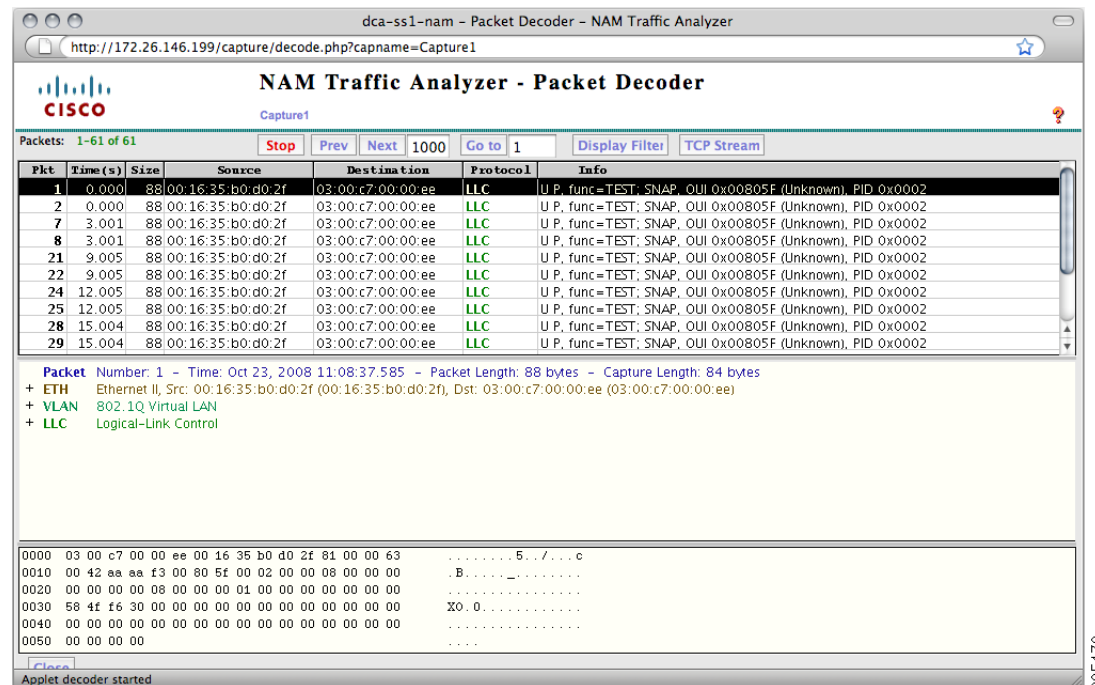 dca-ss1-nam – Packet Decoder – NAM Traffic Analyzer
http://172.26.146.199/capture/decode.php?capname=Capture1
CISCO
NAM Traffic Analyzer - Packet Decoder
Capture1
Packets: 1-61 of 61 Stop Prev Next 1000 Go to 1 Display Filter TCP Stream
Pkt Time(s) Size Source Destination Protocol Info
1 0.000 88 00:16:35:b0:d0:2f 03:00:c7:00:00:ee LLC U P, func=TEST; SNAP, OUI 0x00805F (Unknown), PID 0x0002
2 0.000 88 00:16:35:b0:d0:2f 03:00:c7:00:00:ee LLC U P, func=TEST; SNAP, OUI 0x00805F (Unknown), PID 0x0002
7 3.001 88 00:16:35:b0:d0:2f 03:00:c7:00:00:ee LLC U P, func=TEST; SNAP, OUI 0x00805F (Unknown), PID 0x0002
8 3.001 88 00:16:35:b0:d0:2f 03:00:c7:00:00:ee LLC U P, func=TEST; SNAP, OUI 0x00805F (Unknown), PID 0x0002
21 9.005 88 00:16:35:b0:d0:2f 03:00:c7:00:00:ee LLC U P, func=TEST; SNAP, OUI 0x00805F (Unknown), PID 0x0002
22 9.005 88 00:16:35:b0:d0:2f 03:00:c7:00:00:ee LLC U P, func=TEST; SNAP, OUI 0x00805F (Unknown), PID 0x0002
24 12.005 88 00:16:35:b0:d0:2f 03:00:c7:00:00:ee LLC U P, func=TEST; SNAP, OUI 0x00805F (Unknown), PID 0x0002
25 12.005 88 00:16:35:b0:d0:2f 03:00:c7:00:00:ee LLC U P, func=TEST; SNAP, OUI 0x00805F (Unknown), PID 0x0002
28 15.004 88 00:16:35:b0:d0:2f 03:00:c7:00:00:ee LLC U P, func=TEST; SNAP, OUI 0x00805F (Unknown), PID 0x0002
29 15.004 88 00:16:35:b0:d0:2f 03:00:c7:00:00:ee LLC U P, func=TEST; SNAP, OUI 0x00805F (Unknown), PID 0x0002
Packet Number: 1 – Time: Oct 23, 2008 11:08:37.585 – Packet Length: 88 bytes – Capture Length: 84 bytes
+ ETH Ethernet II, Src: 00:16:35:b0:d0:2f (00:16:35:b0:d0:2f), Dst: 03:00:c7:00:00:ee (03:00:c7:00:00:ee)
+ VLAN 802.1Q Virtual LAN
+ LLC Logical-Link Control
0000 03 00 c7 00 00 ee 00 16 35 b0 d0 2f 81 00 00 63 ........5../...c
0010 00 42 aa aa f3 00 80 5f 00 02 00 00 08 00 00 00 .B....._........
0020 00 00 00 00 08 00 00 00 01 00 00 00 00 00 00 00 ................
0030 58 4f f6 30 00 00 00 00 00 00 00 00 00 00 00 00 XO.0............
0040 00 00 00 00 00 00 00 00 00 00 00 00 00 00 00 00 ................
0050 00 00 00 00 ....
Close
Applet decoder started